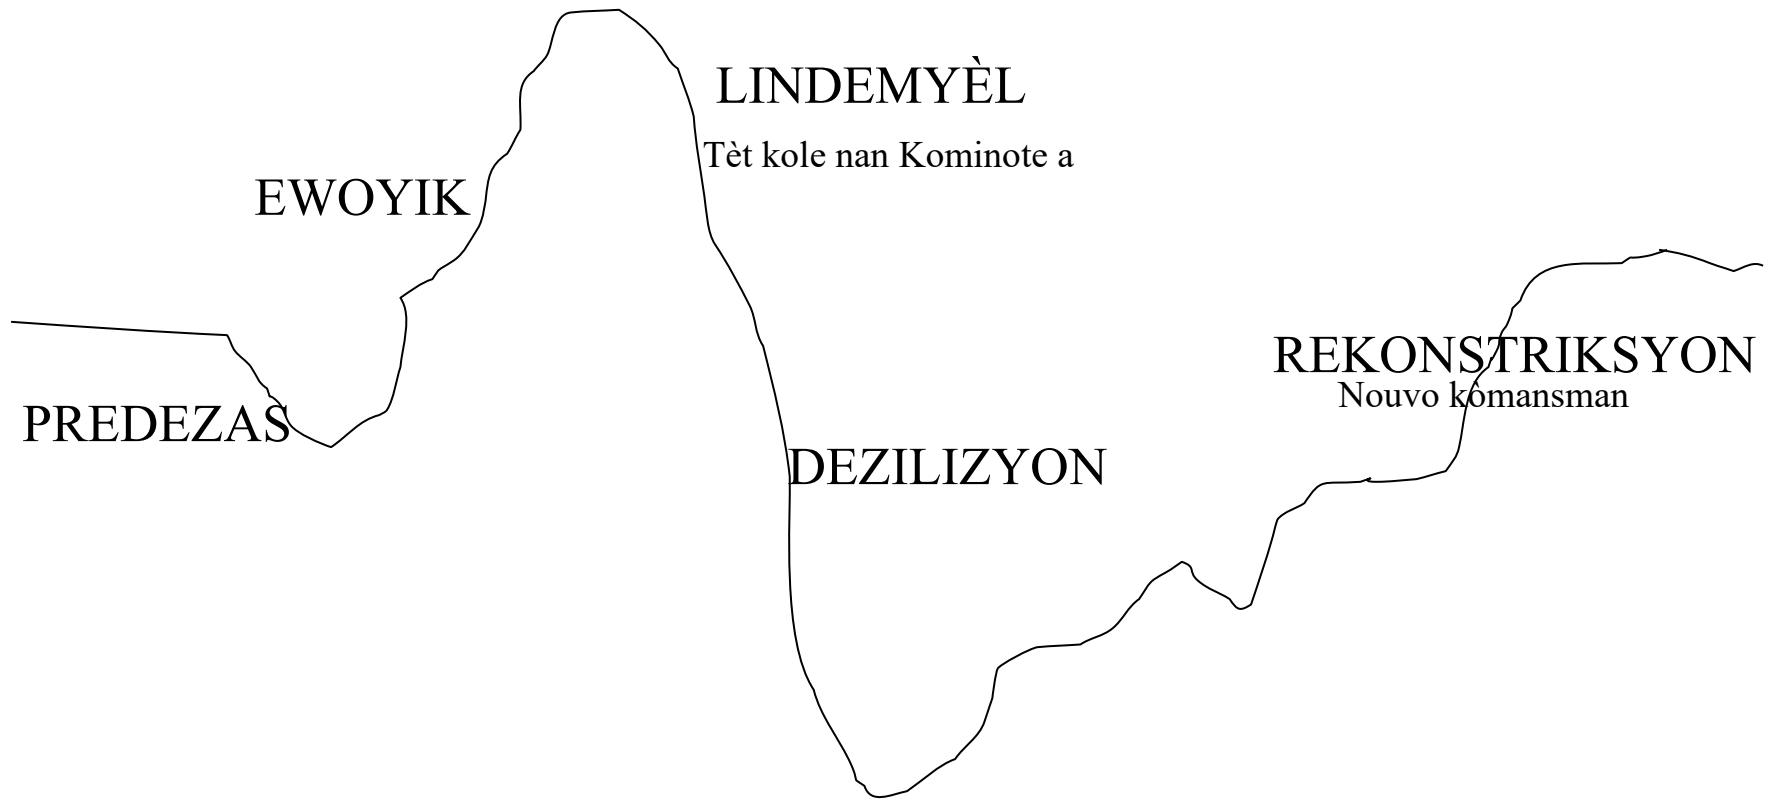 LINDEMYÈL
Tèt kole nan Kominote a
EWOYIK
REKONSTRIKSYON
Nouvo kòmansman
PREDEZAS
DEZILIZYON